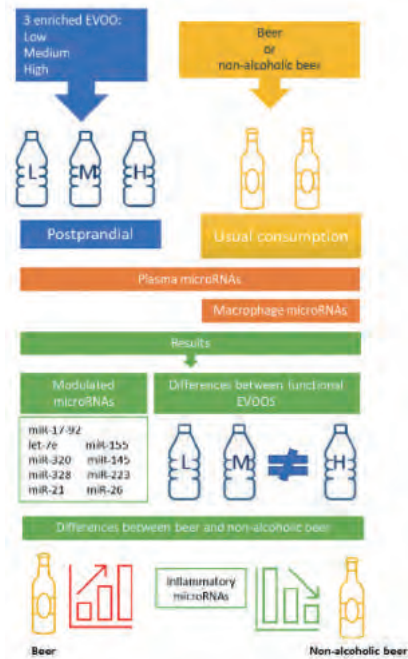 3 enriched EVOO:
Low
Medium
High
Beer
or
non-alcoholic beer
L M H
Postprandial
Usual consumption
Plasma microRNAs
Macrophage microRNAs
Results
Modulated
microRNAs
Differences between functional
EVOOS
miR-17-92
let-7e miR-155
miR-320 miR-145
miR-328 miR-223
miR-21 miR-26
L M ≠ H
Differences between beer and non-alcoholic beer
Inflammatory
microRNAs
Beer
Non-alcoholic beer